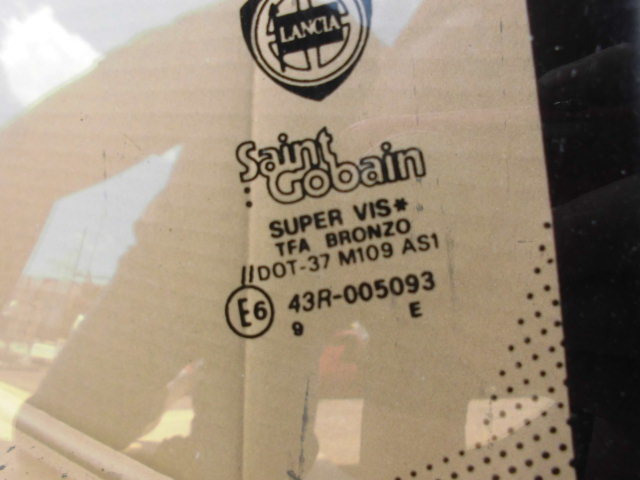 LANCIA
Saint
Gobain
SUPER VIS*
TFA BRONZO
//DOT-37 M109 AS1
E6 43R-005093
9 E